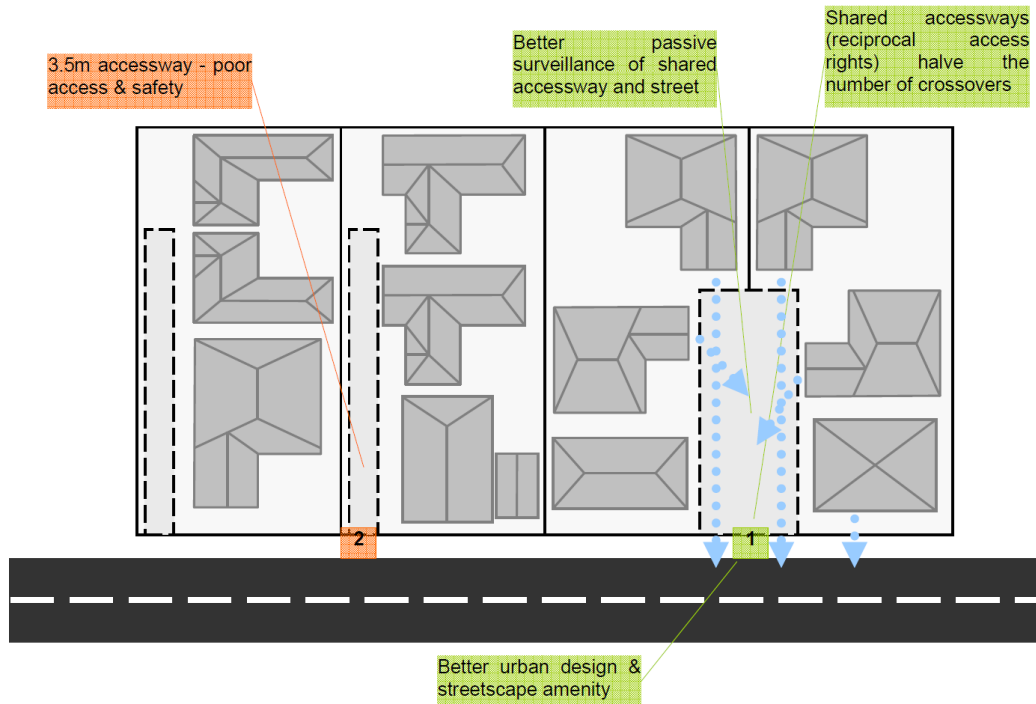 3.5m accessway - poor
access & safety
Better passive
surveillance of shared
accessway and street
Shared accessways
(reciprocal access
rights) halve the
number of crossovers
2
1
Better urban design &
streetscape amenity